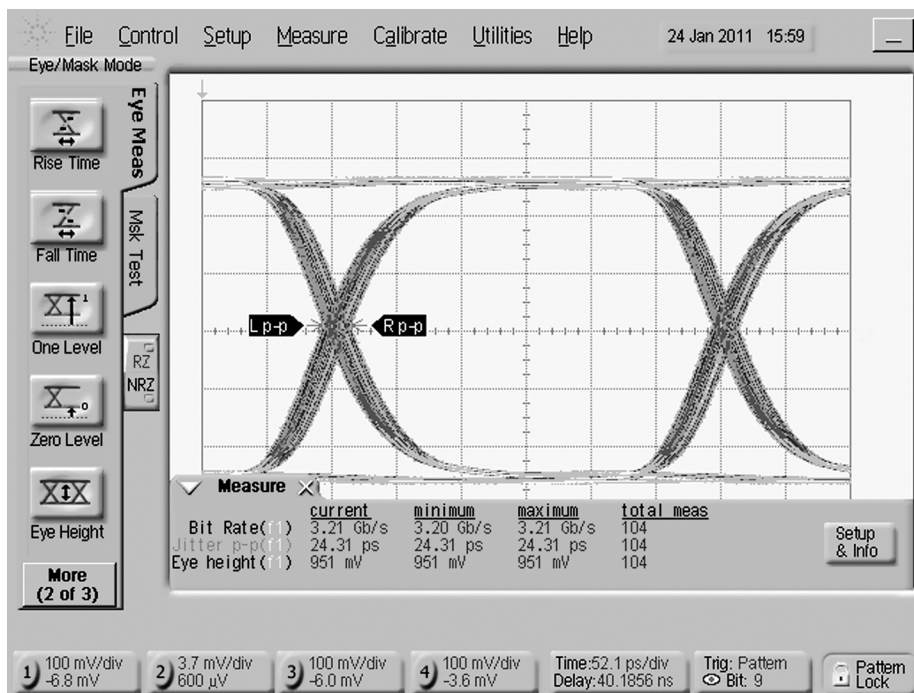 File Control Setup Measure Calibrate Utilities Help 24 Jan 2011 15:59
Eye/Mask Mode
Eye Meas
Msk Test
Rise Time
Fall Time
One Level
Zero Level
Eye Height
More
(2 of 3)
RZ
NRZ
L p-p R p-p
Measure
current minimum maximum total meas
Bit Rate(f1) 3.21 Gb/s 3.20 Gb/s 3.21 Gb/s 104
Jitter p-p(f1) 24.31 ps 24.31 ps 24.31 ps 104
Eye height(f1) 951 mV 951 mV 951 mV 104
Setup
& Info
1) 100 mV/div
-6.8 mV
2) 3.7 mV/div
600 µV
3) 100 mV/div
-6.0 mV
4) 100 mV/div
-3.6 mV
Time:52.1 ps/div
Delay:40.1856 ns
Trig: Pattern
Bit: 9
Pattern
Lock